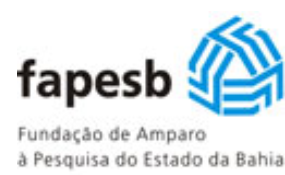 fapesb
Fundação de Amparo
à Pesquisa do Estado da Bahia